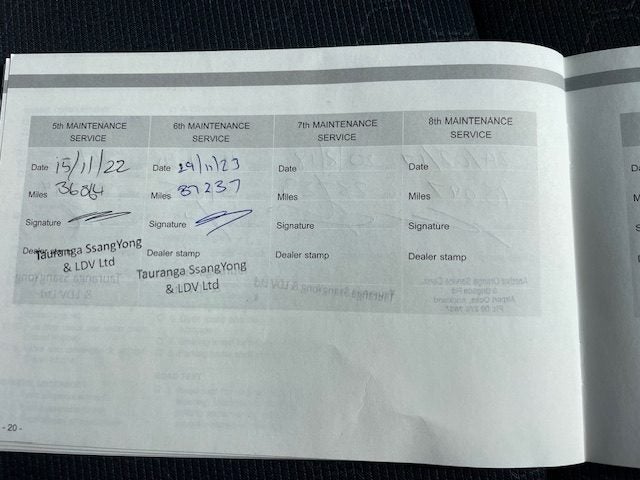 5th MAINTENANCE SERVICE
Date 15/11/22
Miles
Signature
Dealer stamp
Tauranga SsangYong
& LDV Ltd
6th MAINTENANCE SERVICE
Date 29/11/23
Miles 37237
Signature
Dealer stamp
Tauranga SsangYong
& LDV Ltd
7th MAINTENANCE SERVICE
Date
Miles
Signature
Dealer stamp
8th MAINTENANCE SERVICE
Date
Miles
Signature
Dealer stamp
- 20 -